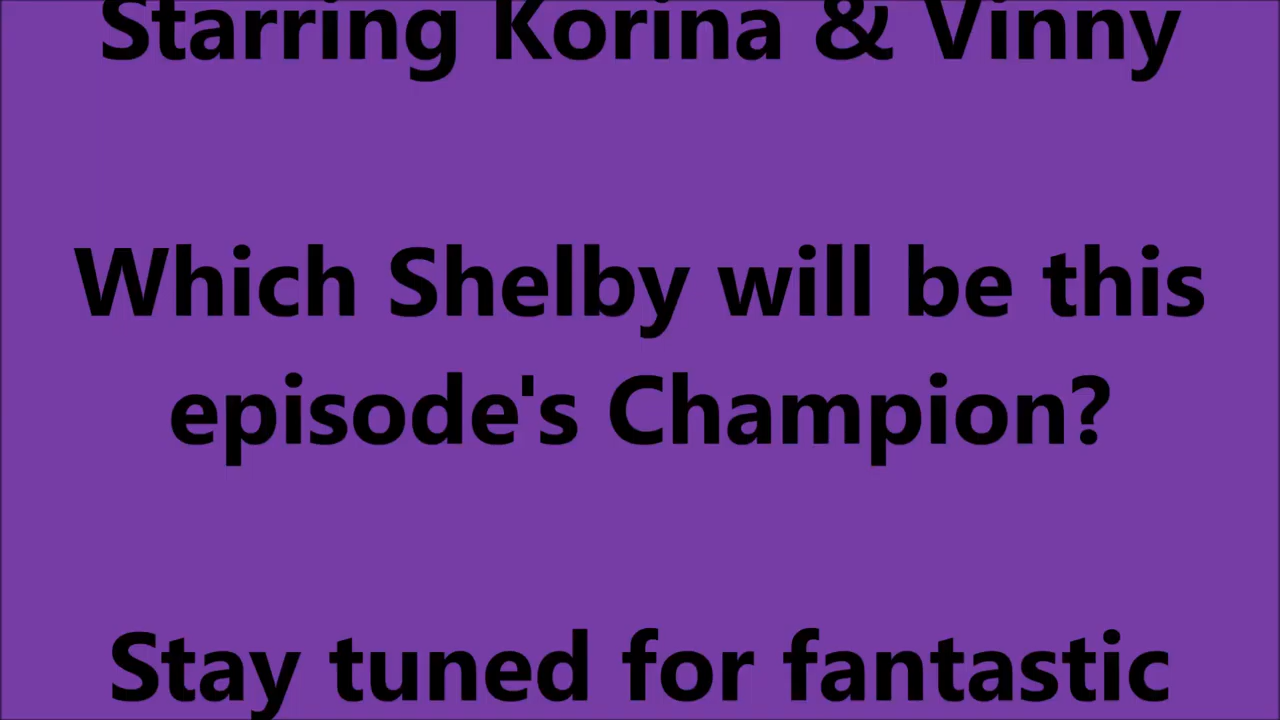 Starring Korina & Vinny
Which Shelby will be this
episode's Champion?
Stay tuned for fantastic